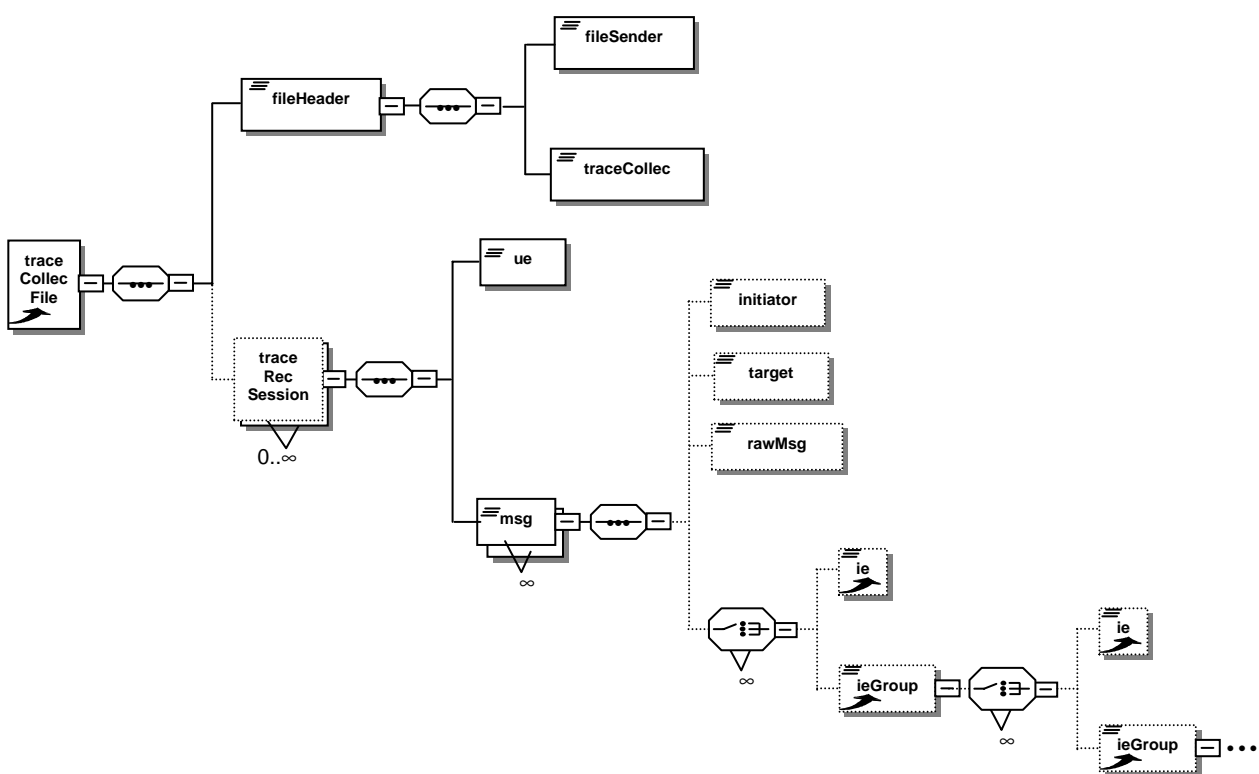 fileSender
fileHeader
traceCollec
trace
Collec
File
ue
initiator
trace
Rec
Session
target
rawMsg
0..∞
msg
∞
ie
∞
ieGroup
ie
∞
ieGroup
•••